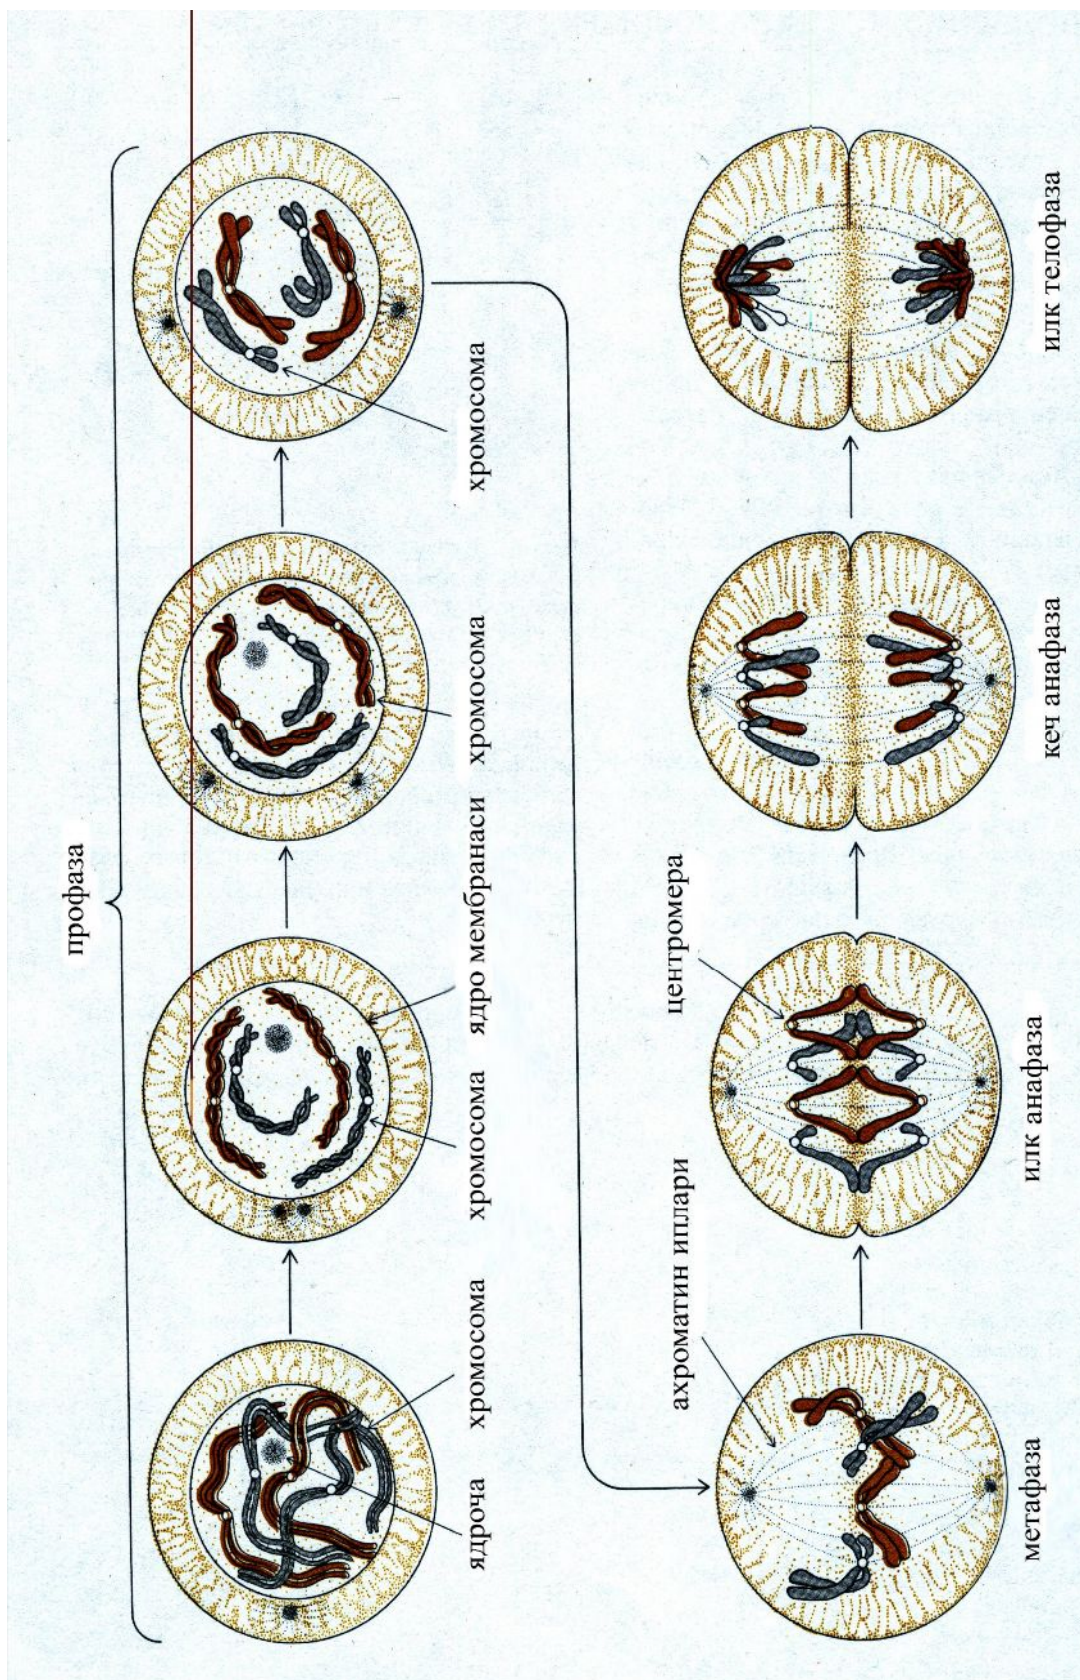 профаза
ядроча
хромосома
хромосома
ядро мембранаси
хромосома
хромосома
ахроматин иплари
центромера
метафаза
илк анафаза
кеч анафаза
илк телофаза